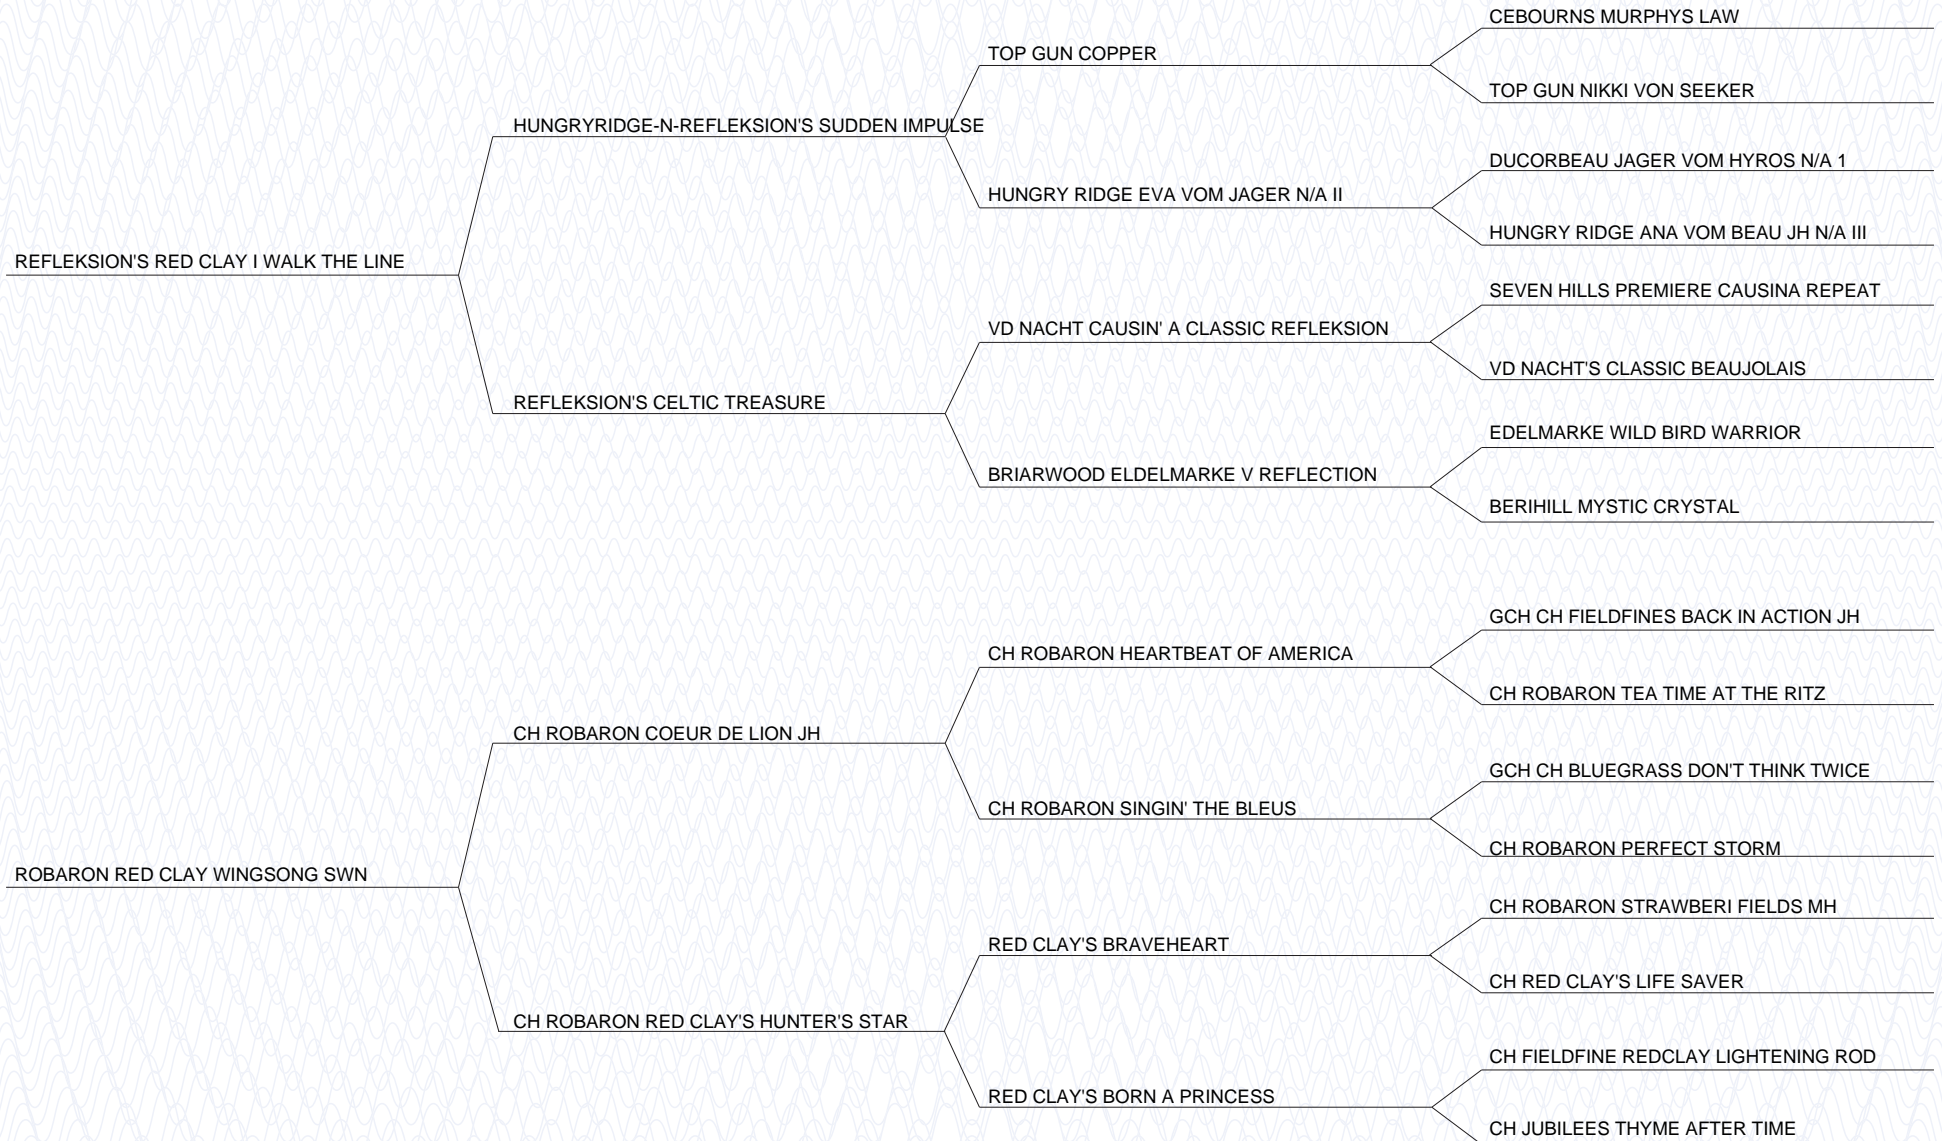 CEBOURNS MURPHYS LAW
TOP GUN COPPER
TOP GUN NIKKI VON SEEKER
HUNGRYRIDGE-N-REFLEKSION'S SUDDEN IMPULSE
DUCORBEAU JAGER VOM HYROS N/A 1
HUNGRY RIDGE EVA VOM JAGER N/A II
HUNGRY RIDGE ANA VOM BEAU JH N/A III
REFLEKSION'S RED CLAY I WALK THE LINE
SEVEN HILLS PREMIERE CAUSINA REPEAT
VD NACHT CAUSIN' A CLASSIC REFLEKSION
VD NACHT'S CLASSIC BEAUJOLAIS
REFLEKSION'S CELTIC TREASURE
EDELMARKE WILD BIRD WARRIOR
BRIARWOOD ELDELMARKE V REFLECTION
BERIHILL MYSTIC CRYSTAL
GCH CH FIELDFINES BACK IN ACTION JH
CH ROBARON HEARTBEAT OF AMERICA
CH ROBARON TEA TIME AT THE RITZ
CH ROBARON COEUR DE LION JH
GCH CH BLUEGRASS DON'T THINK TWICE
CH ROBARON SINGIN' THE BLEUS
CH ROBARON PERFECT STORM
ROBARON RED CLAY WINGSONG SWN
CH ROBARON STRAWBERI FIELDS MH
RED CLAY'S BRAVEHEART
CH RED CLAY'S LIFE SAVER
CH ROBARON RED CLAY'S HUNTER'S STAR
CH FIELDFINE REDCLAY LIGHTENING ROD
RED CLAY'S BORN A PRINCESS
CH JUBILEES THYME AFTER TIME